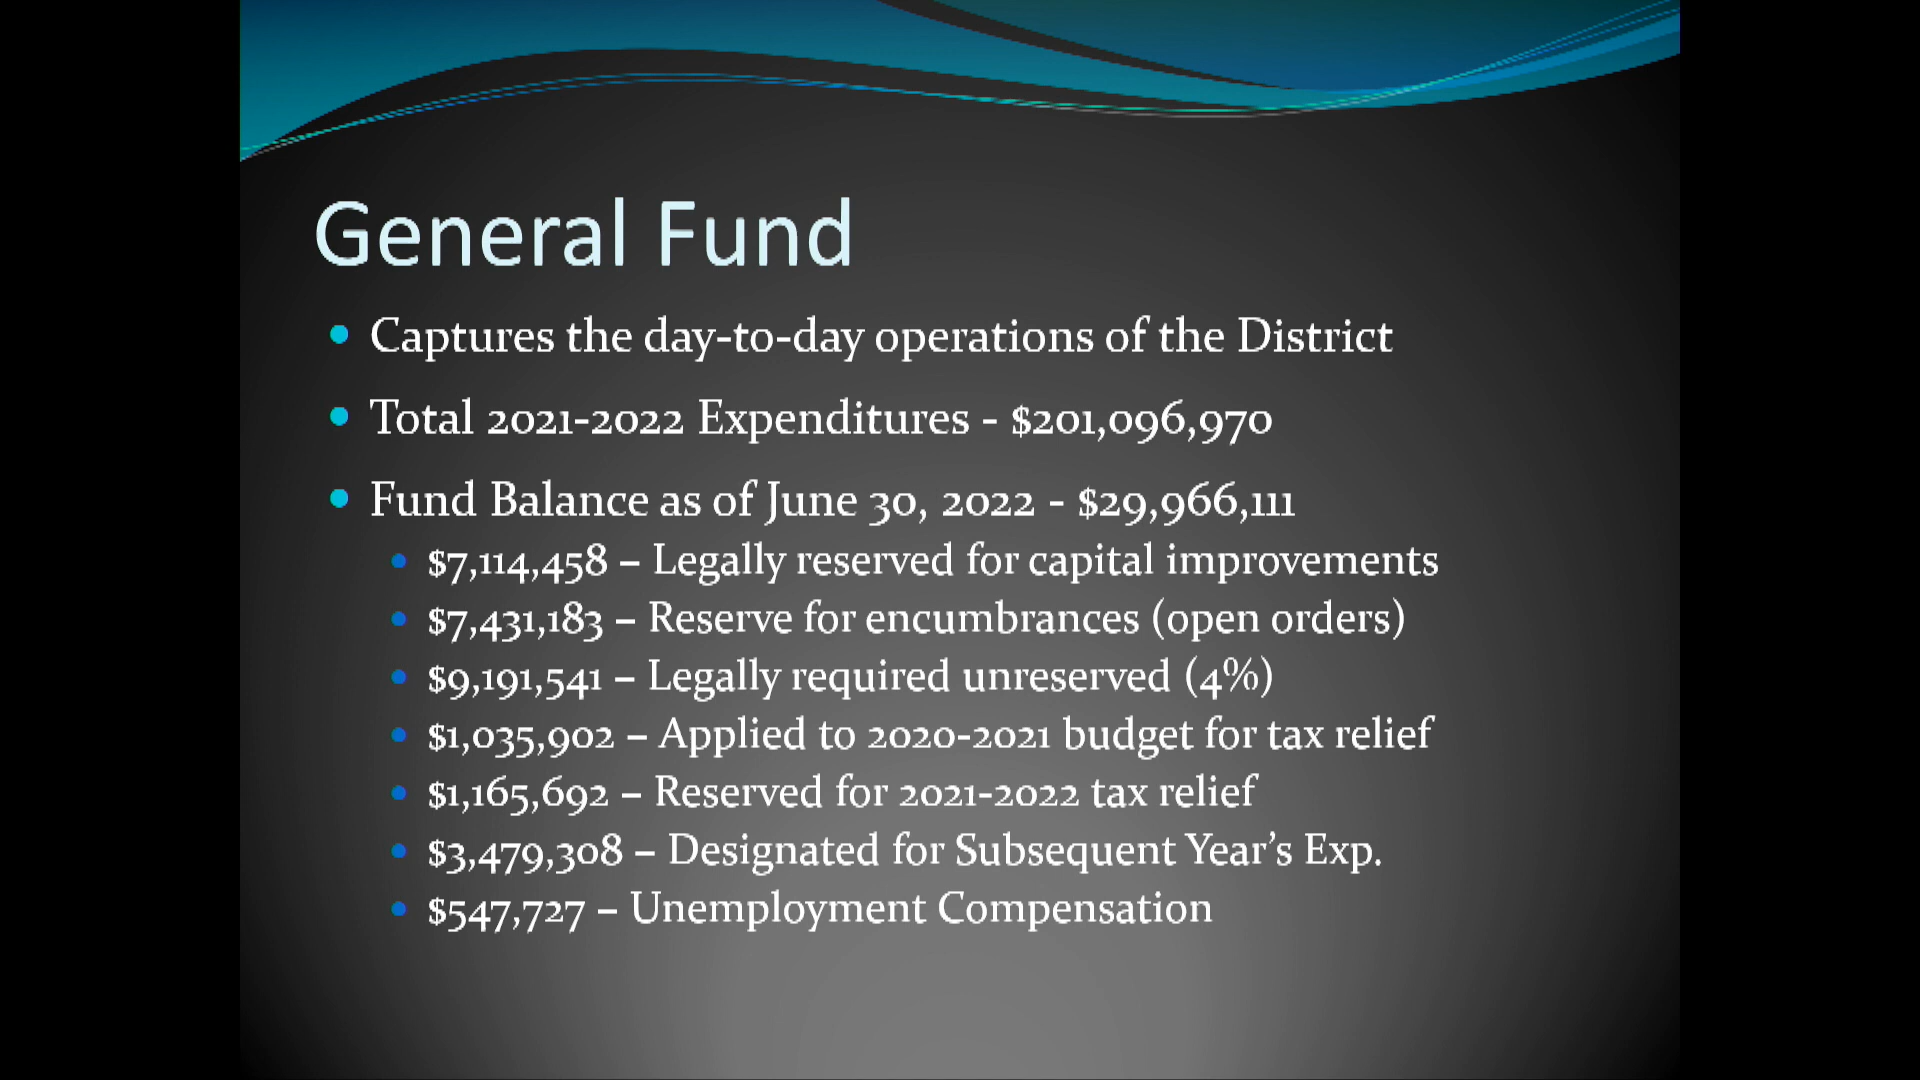 General Fund
Captures the day-to-day operations of the District
Total 2021-2022 Expenditures - $201,096,970
Fund Balance as of June 30, 2022 - $29,966,111
$7,114,458 – Legally reserved for capital improvements
$7,431,183 – Reserve for encumbrances (open orders)
$9,191,541 – Legally required unreserved (4%)
$1,035,902 – Applied to 2020-2021 budget for tax relief
$1,165,692 – Reserved for 2021-2022 tax relief
$3,479,308 – Designated for Subsequent Year’s Exp.
$547,727 – Unemployment Compensation